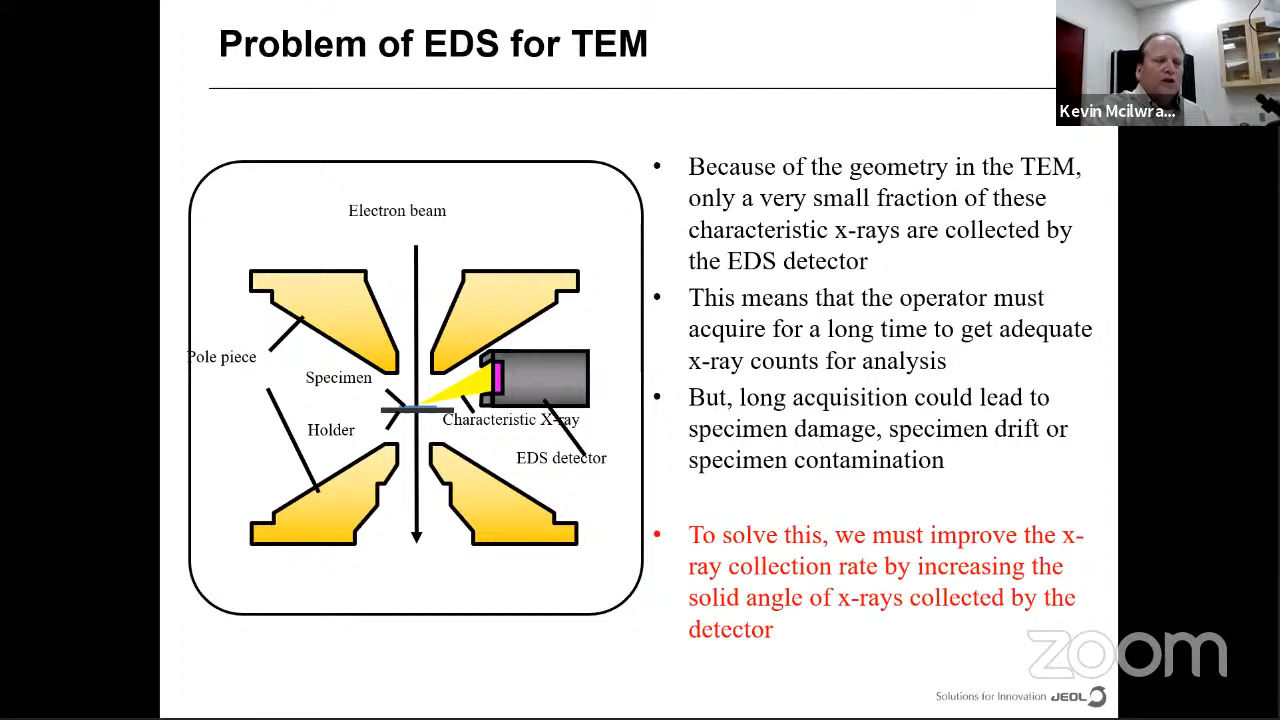 Problem of EDS for TEM
Kevin Mcilwra...
• Because of the geometry in the TEM,
only a very small fraction of these
characteristic x-rays are collected by
the EDS detector
• This means that the operator must
acquire for a long time to get adequate
x-ray counts for analysis
• But, long acquisition could lead to
specimen damage, specimen drift or
specimen contamination
• To solve this, we must improve the x-
ray collection rate by increasing the
solid angle of x-rays collected by the
detector
Electron beam
Pole piece
Specimen
Holder
Characteristic X-ray
EDS detector
zoom
Solutions for Innovation JEOL